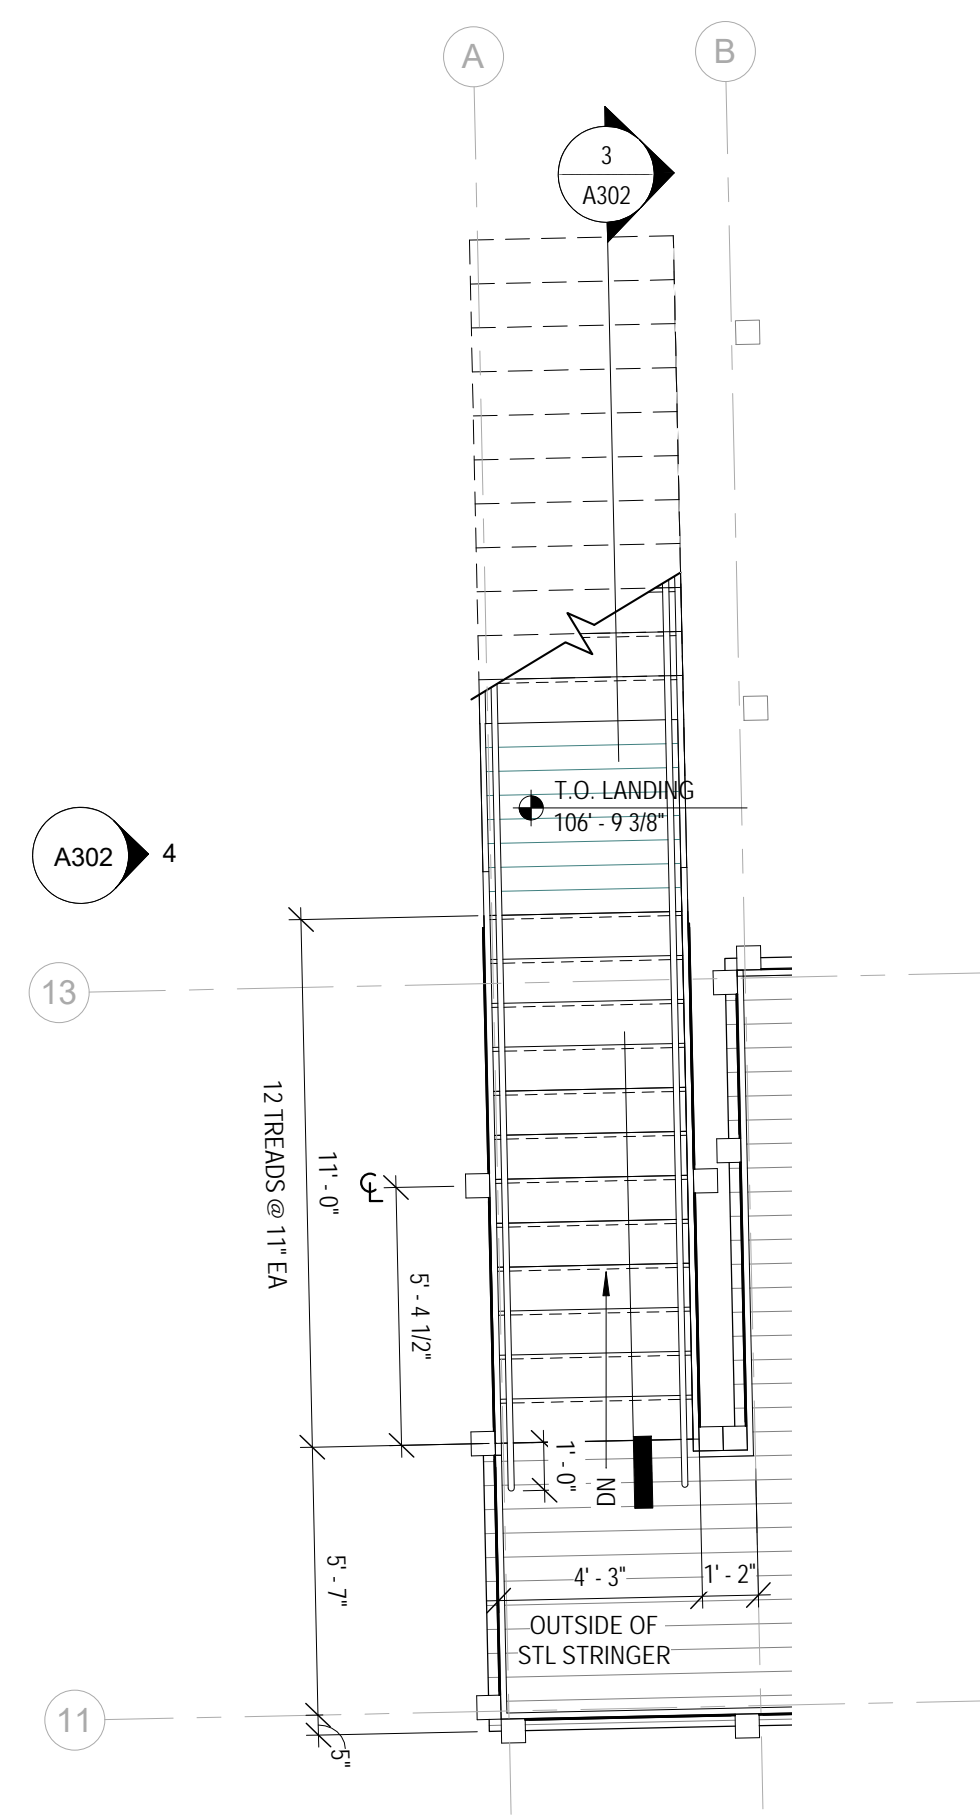 A
B
3
A302
T.O. LANDING
106' - 9 3/8"
A302
4
13
12 TREADS @ 11" EA
11' - 0"
℄
5' - 4 1/2"
1' - 0"
DN
5' - 7"
4' - 3"
1' - 2"
OUTSIDE OF
STL STRINGER
11
5"